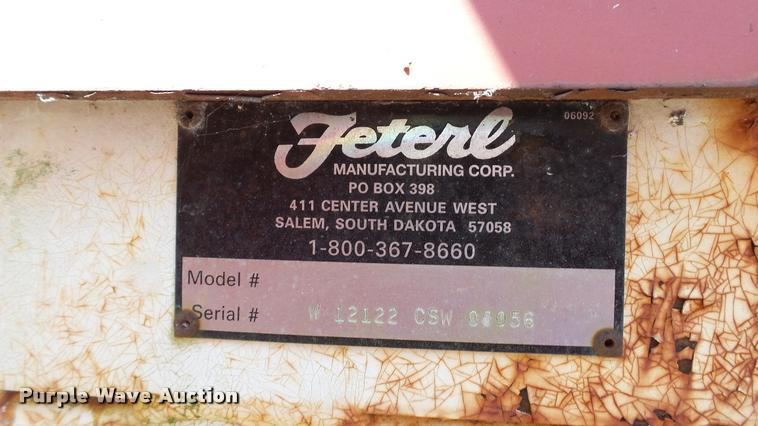 Feterl
06092
MANUFACTURING CORP.
PO BOX 398
411 CENTER AVENUE WEST
SALEM, SOUTH DAKOTA 57058
1-800-367-8660
Model #
Serial # W 12122 CSW
Purple Wave Auction